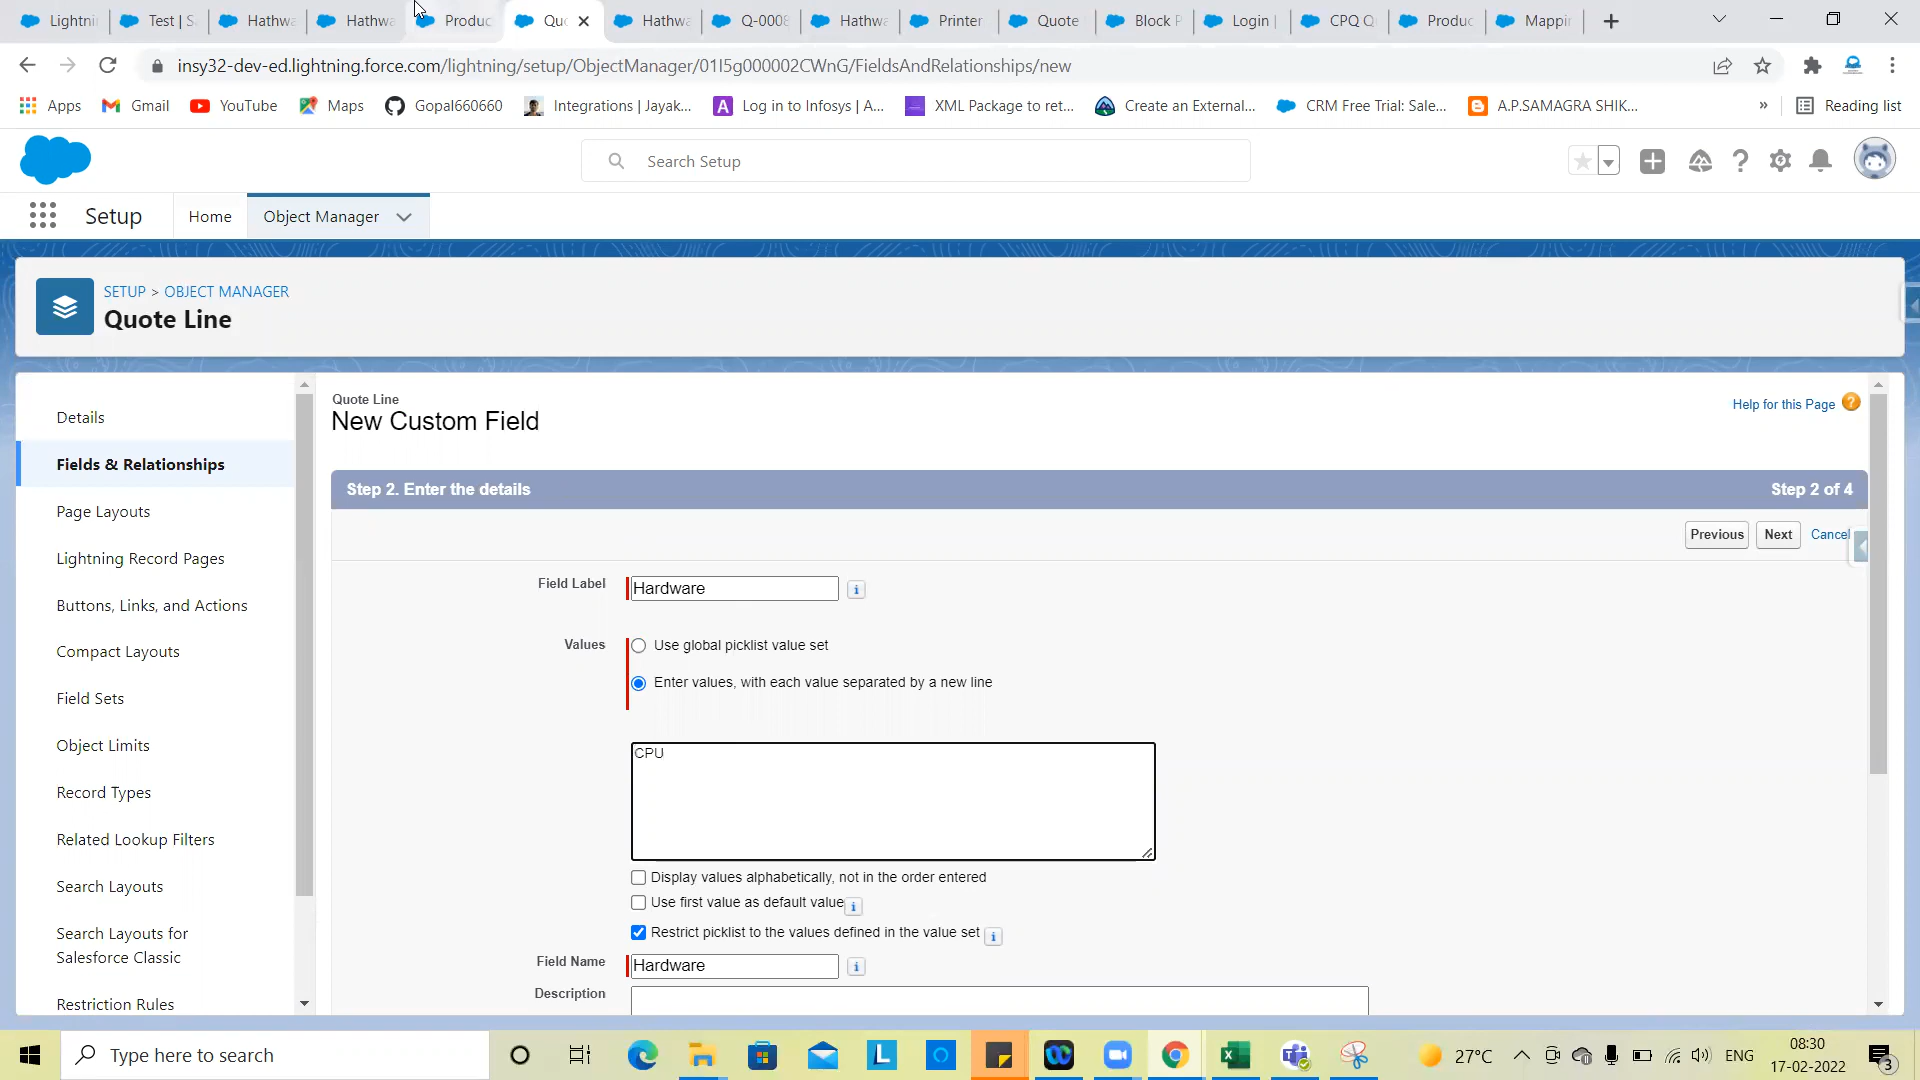 Lightni
Test | S
Hathwa
Hathwa
Produc
Quo
Hathwa
Q-0008
Hathwa
Printer
Quote
Block P
Login |
CPQ Q
Produc
Mappin
insy32-dev-ed.lightning.force.com/lightning/setup/ObjectManager/01I5g000002CWnG/FieldsAndRelationships/new
Apps
Gmail
YouTube
Maps
Gopal660660
Integrations | Jayak...
Log in to Infosys | A...
XML Package to ret...
Create an External...
CRM Free Trial: Sale...
A.P.SAMAGRA SHIK...
»
Reading list
Search Setup
Setup
Home
Object Manager
SETUP > OBJECT MANAGER
Quote Line
Details
Fields & Relationships
Page Layouts
Lightning Record Pages
Buttons, Links, and Actions
Compact Layouts
Field Sets
Object Limits
Record Types
Related Lookup Filters
Search Layouts
Search Layouts for
Salesforce Classic
Restriction Rules
Quote Line
New Custom Field
Help for this Page
Step 2. Enter the details
Step 2 of 4
Previous
Next
Cancel
Field Label
Hardware
Values
Use global picklist value set
Enter values, with each value separated by a new line
CPU
Display values alphabetically, not in the order entered
Use first value as default value
Restrict picklist to the values defined in the value set
Field Name
Hardware
Description
Type here to search
27°C
ENG
08:30
17-02-2022
3